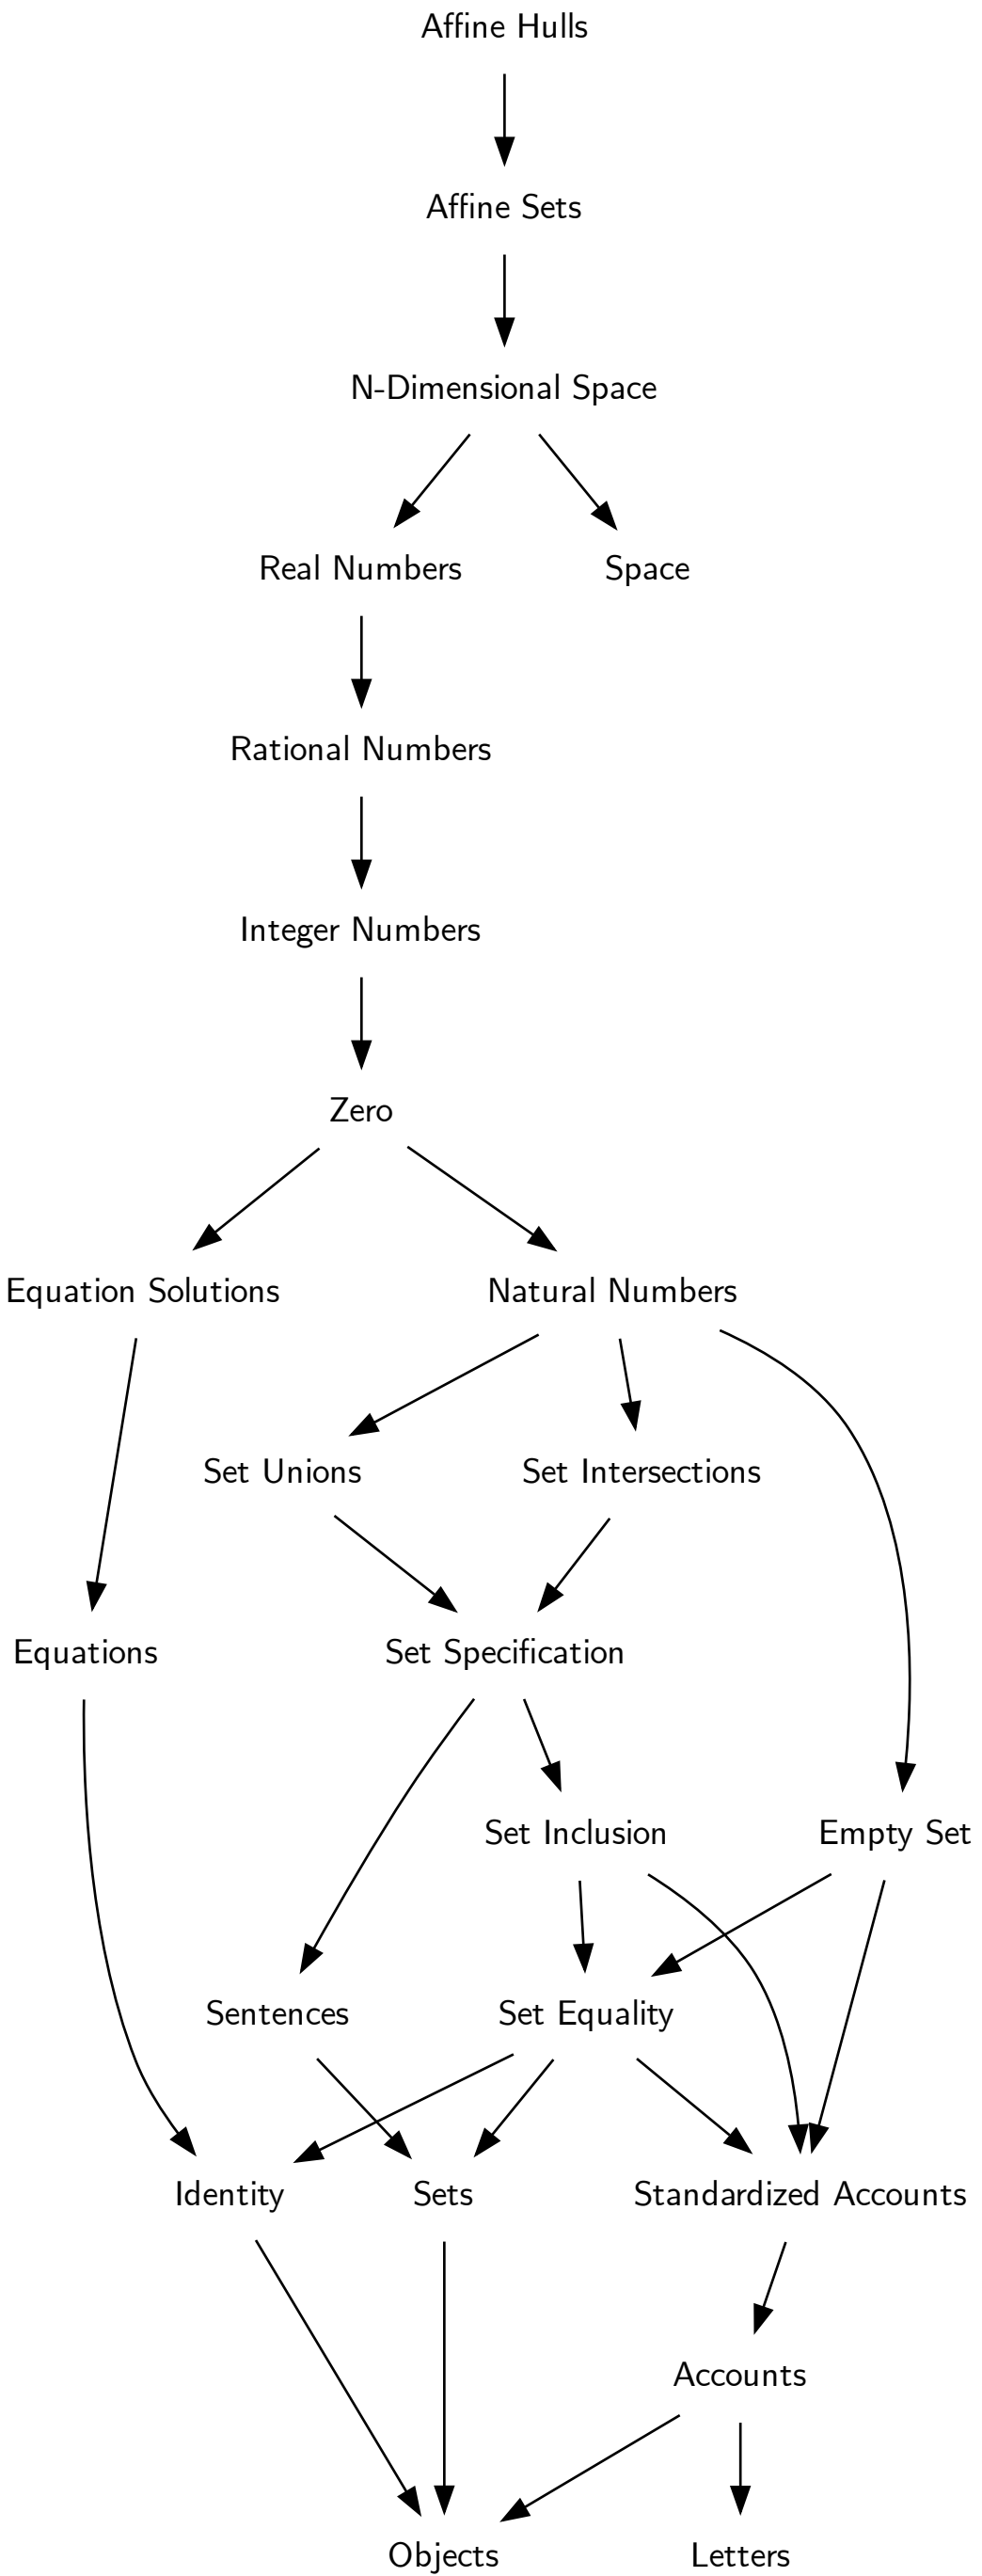 Affine Hulls
Affine Sets
N-Dimensional Space
Real Numbers
Space
Rational Numbers
Integer Numbers
Zero
Equation Solutions
Natural Numbers
Set Unions
Set Intersections
Equations
Set Specification
Set Inclusion
Empty Set
Sentences
Set Equality
Identity
Sets
Standardized Accounts
Accounts
Objects
Letters